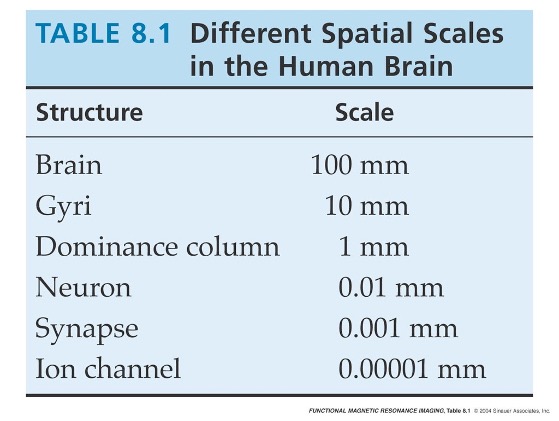 TABLE 8.1 Different Spatial Scales
in the Human Brain
Structure Scale
Brain 100 mm
Gyri 10 mm
Dominance column 1 mm
Neuron 0.01 mm
Synapse 0.001 mm
Ion channel 0.00001 mm
FUNCTIONAL MAGNETIC RESONANCE IMAGING, Table 8.1 © 2004 Sinauer Associates, Inc.